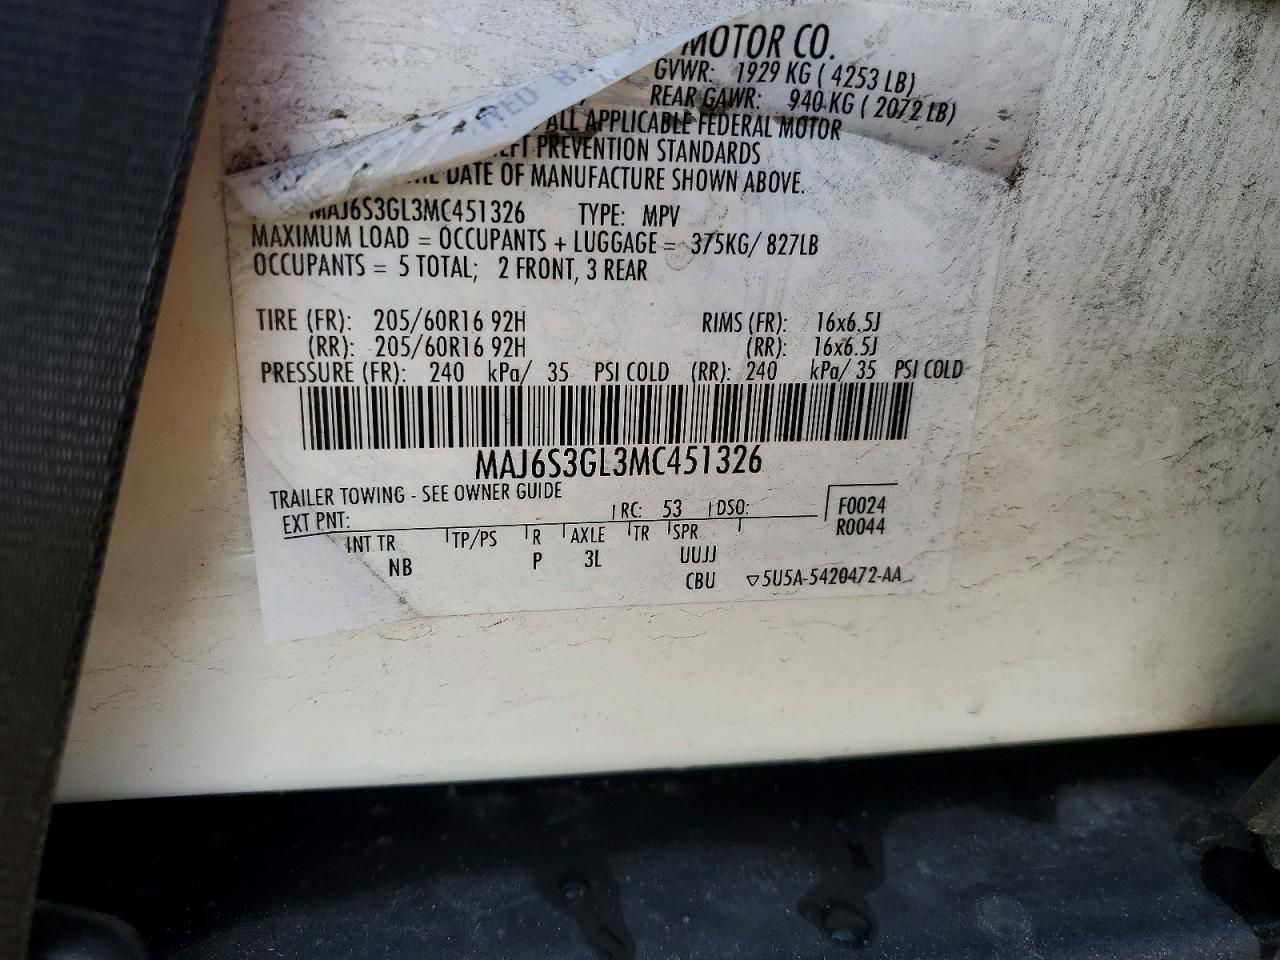 MOTOR CO.
GVWR: 1929 KG ( 4253 LB)
REAR GAWR: 940 KG ( 2072 LB)
ALL APPLICABLE FEDERAL MOTOR
PREVENTION STANDARDS
DATE OF MANUFACTURE SHOWN ABOVE.
MAJ6S3GL3MC451326 TYPE: MPV
MAXIMUM LOAD = OCCUPANTS + LUGGAGE = 375KG/ 827LB
OCCUPANTS = 5 TOTAL; 2 FRONT, 3 REAR
TIRE (FR): 205/60R16 92H RIMS (FR): 16x6.5J
(RR): 205/60R16 92H (RR): 16x6.5J
PRESSURE (FR): 240 kPa/ 35 PSI COLD (RR): 240 kPa/ 35 PSI COLD
MAJ6S3GL3MC451326
TRAILER TOWING - SEE OWNER GUIDE
EXT PNT: RC: 53 DSO: F0024
R0044
INT TR TP/PS R AXLE TR SPR
NB P 3L UUJJ
CBU ▽5U5A-5420472-AA